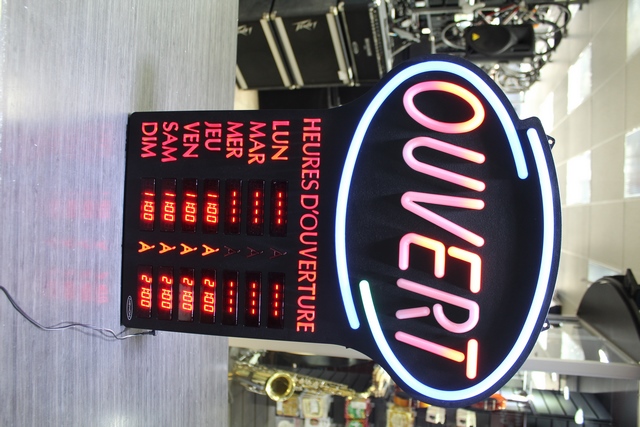 OUVERT
HEURES D'OUVERTURE
LUN --:-- A --:--
MAR --:-- A --:--
MER --:-- A --:--
JEU 11:00 A 21:00
VEN 11:00 A 21:00
SAM 11:00 A 21:00
DIM 11:00 A 21:00
PEAVEY